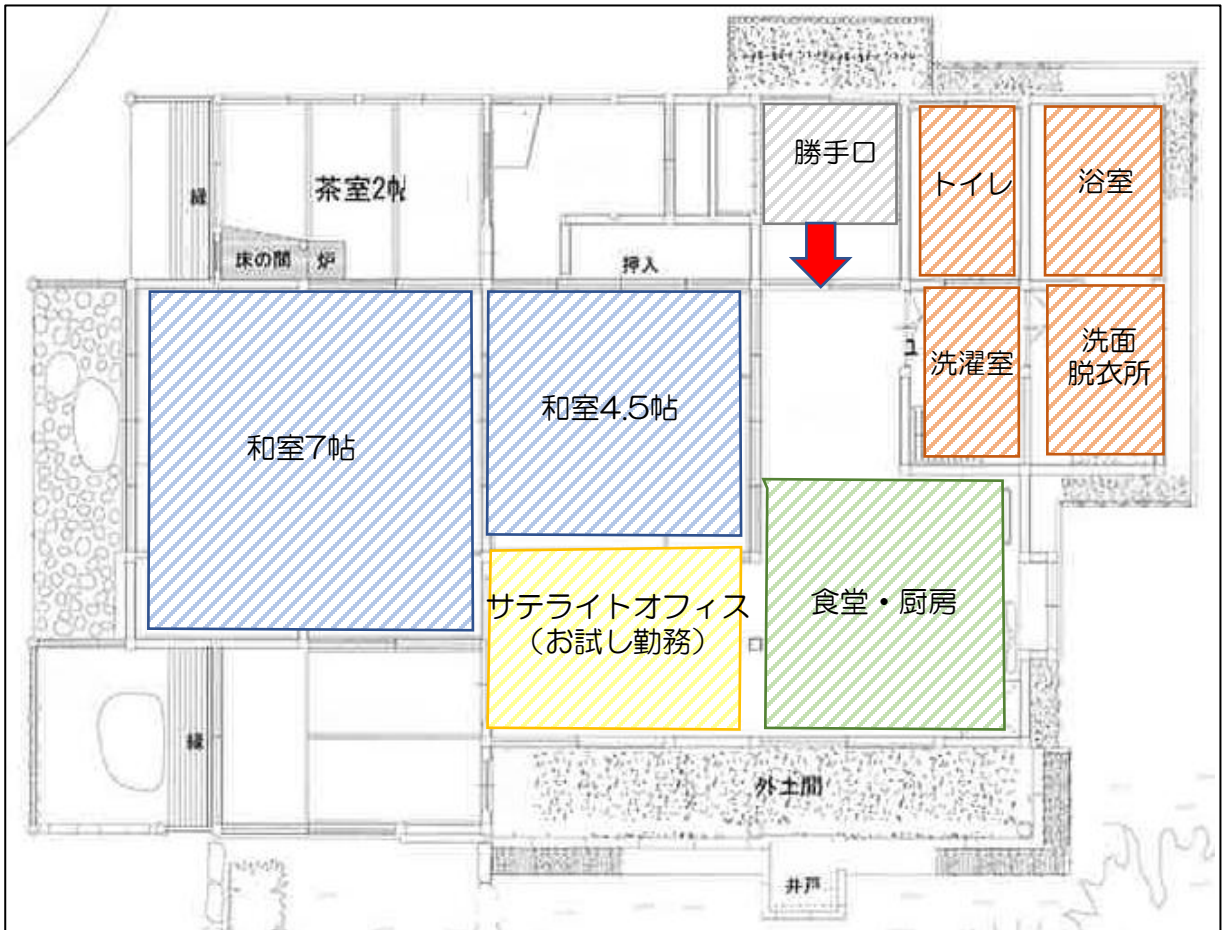 勝手口
トイレ
浴室
縁
茶室2帖
床の間
炉
押入
洗濯室
洗面
脱衣所
和室7帖
和室4.5帖
サテライトオフィス
(お試し勤務)
食堂・厨房
縁
外土間
井戸